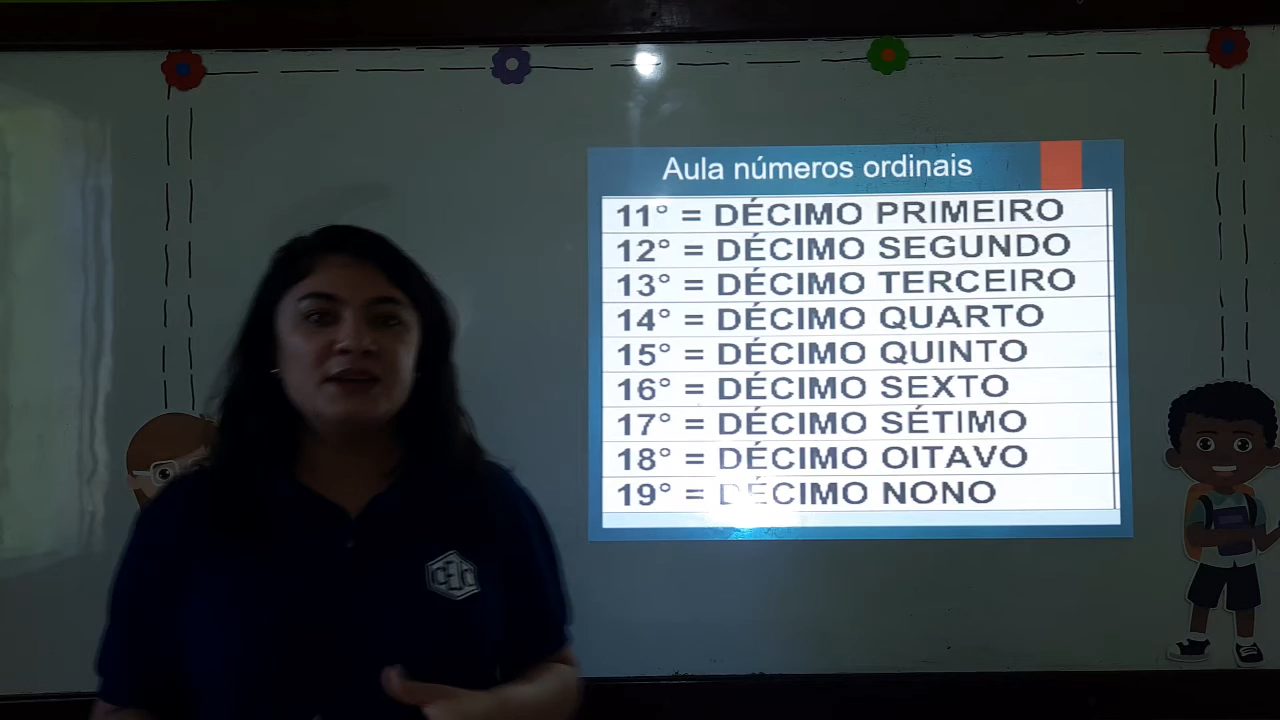 Aula números ordinais
11° = DÉCIMO PRIMEIRO
12° = DÉCIMO SEGUNDO
13° = DÉCIMO TERCEIRO
14° = DÉCIMO QUARTO
15° = DÉCIMO QUINTO
16° = DÉCIMO SEXTO
17° = DÉCIMO SÉTIMO
18° = DÉCIMO OITAVO
19° = DÉCIMO NONO